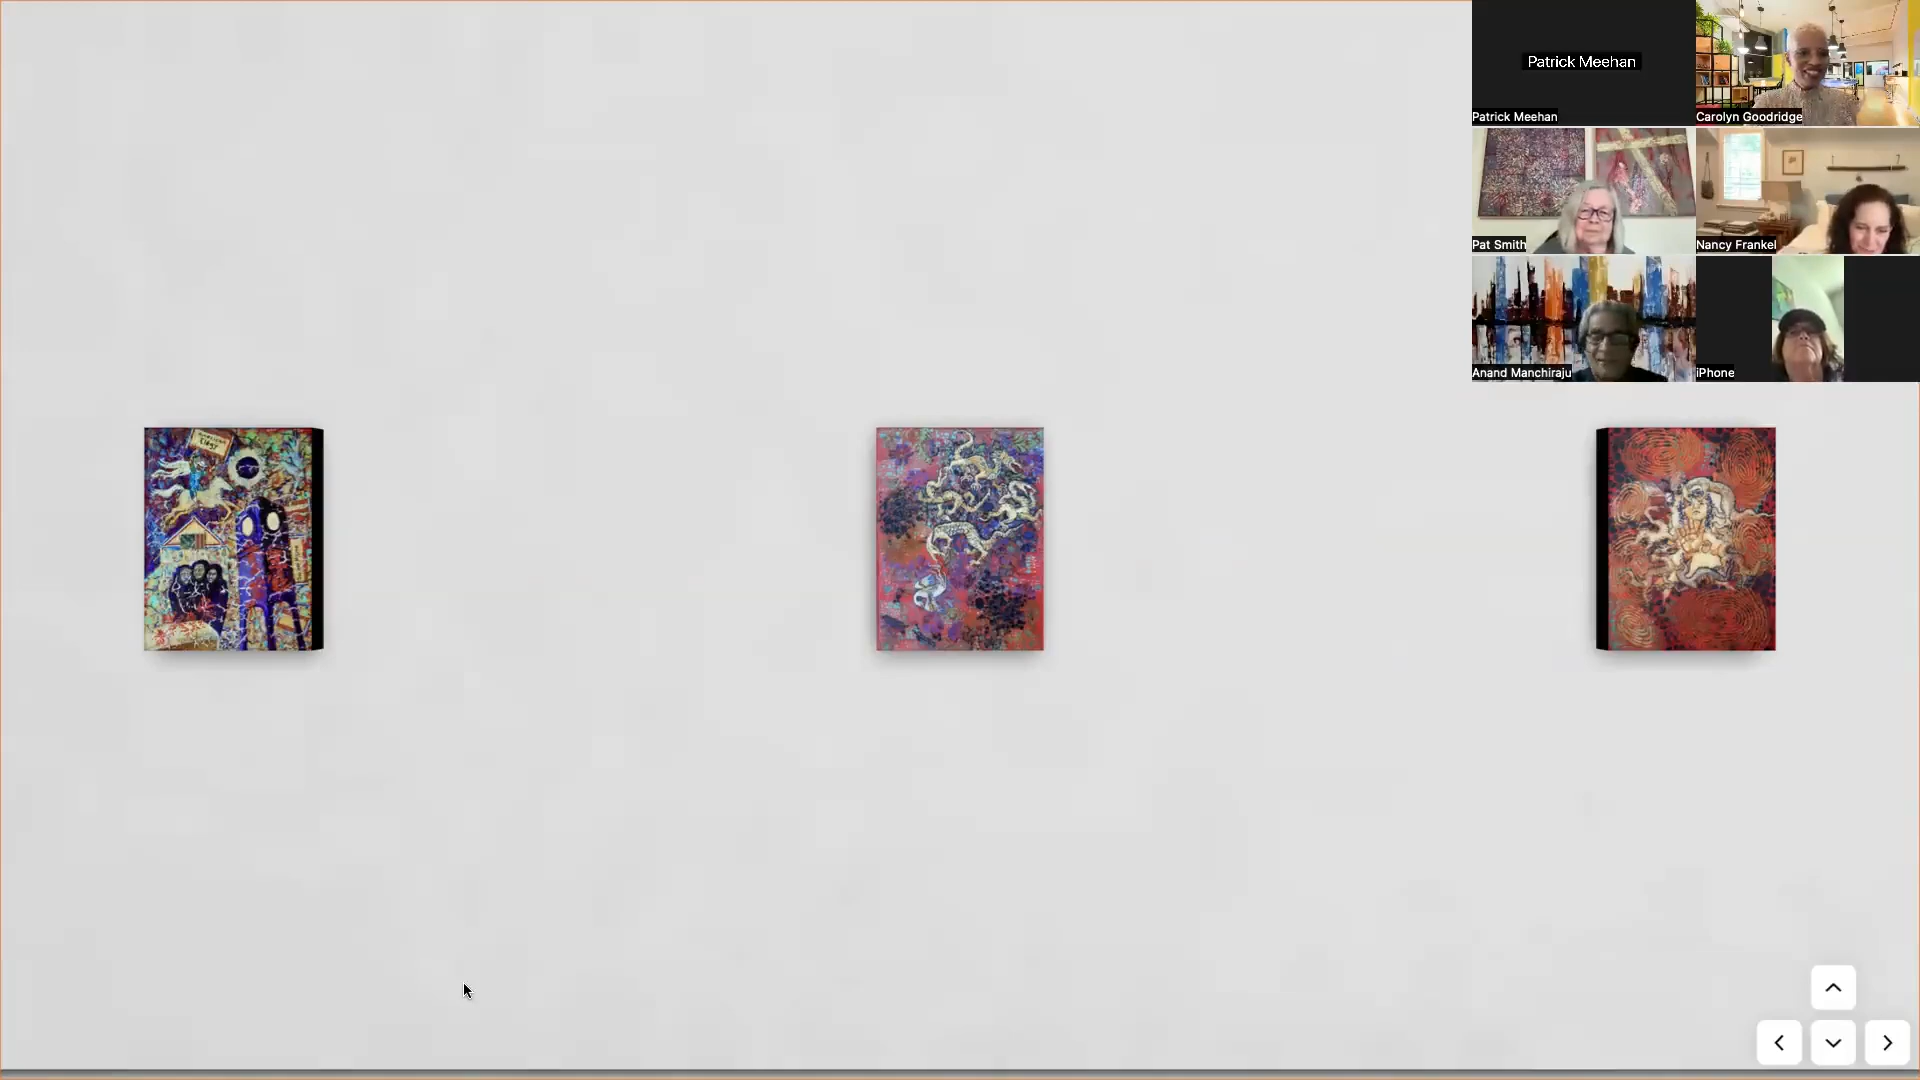 Patrick Meehan
Patrick Meehan
Carolyn Goodridge
Pat Smith
Nancy Frankel
Anand Manchiraju
iPhone